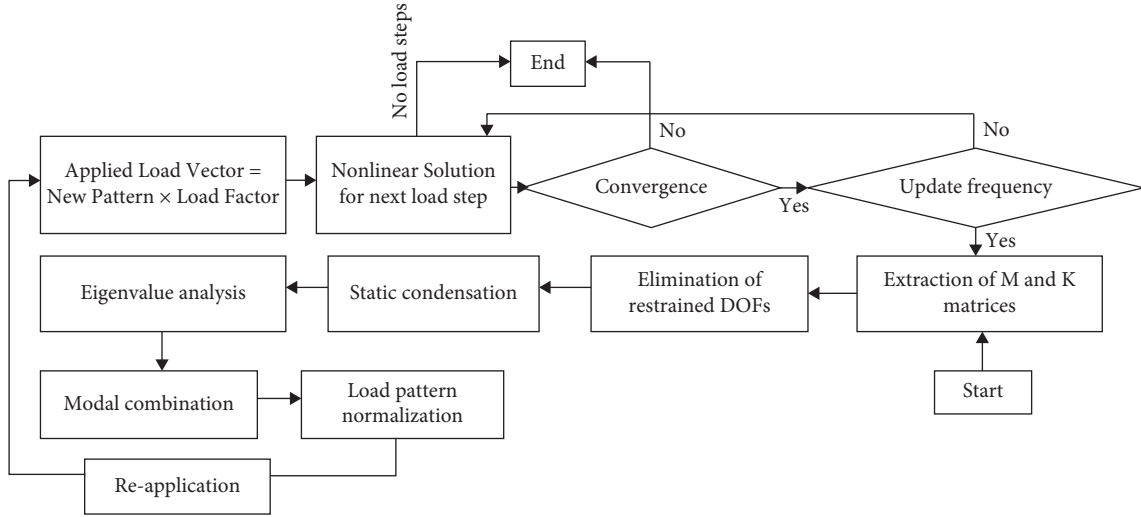 No load steps
End
No
No
Applied Load Vector =
New Pattern × Load Factor
Nonlinear Solution
for next load step
Convergence
Yes
Update frequency
Yes
Eigenvalue analysis
Static condensation
Elimination of
restrained DOFs
Extraction of M and K
matrices
Modal combination
Load pattern
normalization
Start
Re-application